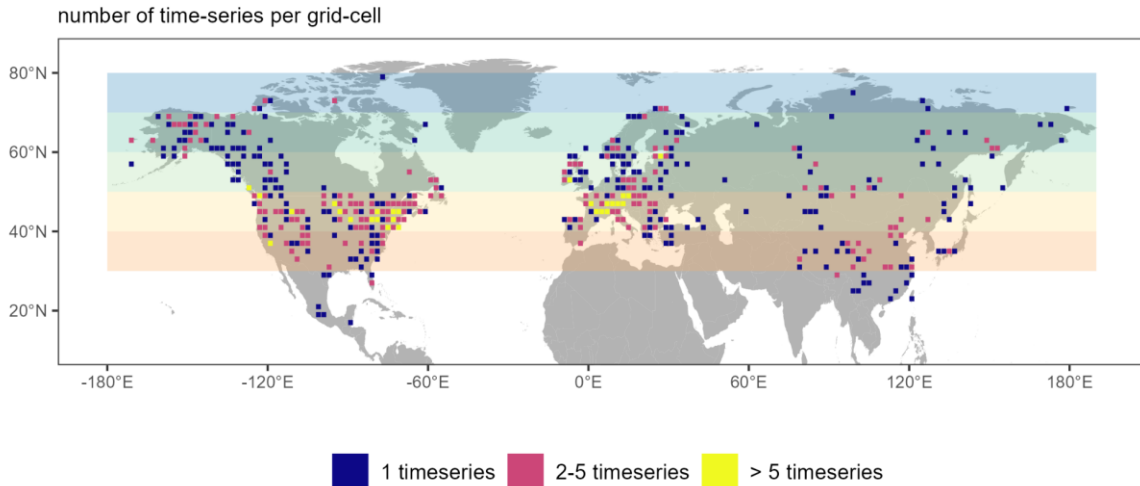 number of time-series per grid-cell
80°N
60°N
40°N
20°N
-180°E -120°E -60°E 0°E 60°E 120°E 180°E
1 timeseries 2-5 timeseries > 5 timeseries